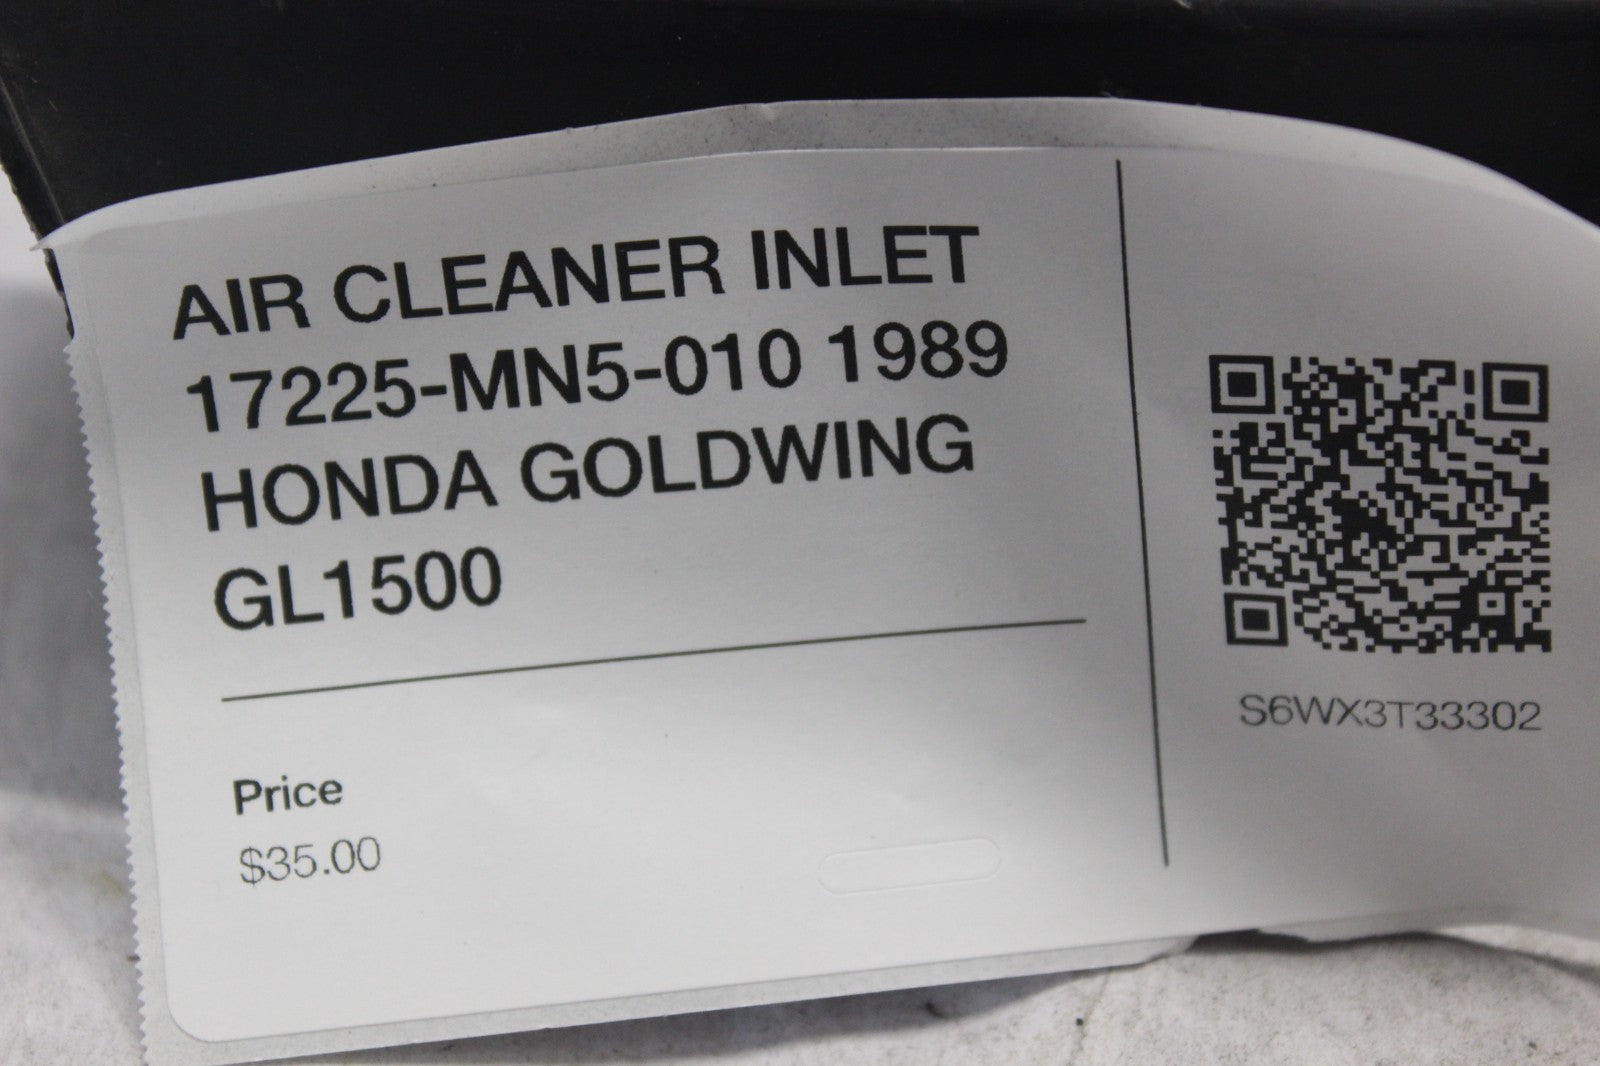 AIR CLEANER INLET
17225-MN5-010 1989
HONDA GOLDWING
GL1500
Price
$35.00
S6WX3T33302